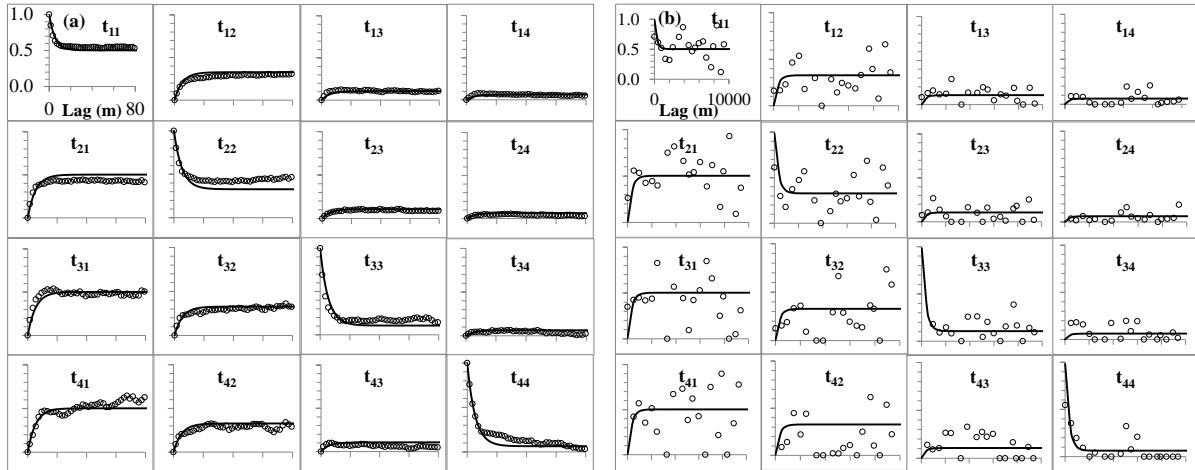 1.0 (a) t11
0.5
0.0
0 Lag (m) 80
t12
t13
t14
t21
t22
t23
t24
t31
t32
t33
t34
t41
t42
t43
t44
1.0 (b) t11
0.5
0.0
0 10000
Lag (m)
t12
t13
t14
t21
t22
t23
t24
t31
t32
t33
t34
t41
t42
t43
t44